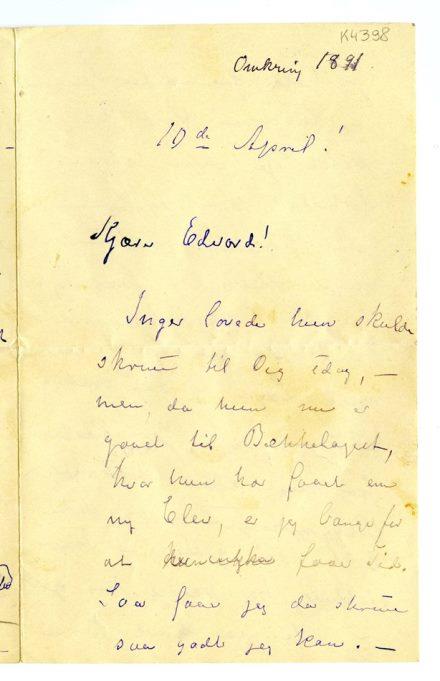 K4398
Omkring 1891.
10de April!
Kjære Edvard!
Inger lovede hun skulde
skrive til Dig idag, —
men, da hun nu er
gaaet til Bækkelaget,
hvor hun har faaet en
ny Elev, er jeg bange for
at hun ikke faar Tid.
Saa faar jeg da skrive
saa godt jeg kan. —